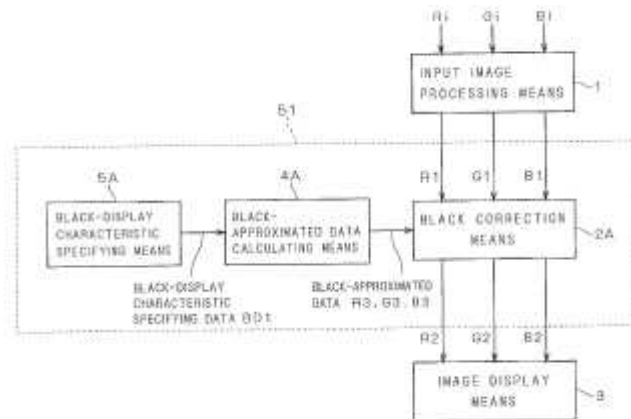 Ri Gi Bi
INPUT IMAGE
PROCESSING MEANS
1
51
R1 G1 B1
5A
4A
BLACK-DISPLAY
CHARACTERISTIC
SPECIFYING MEANS
BLACK-
APPROXIMATED DATA
CALCULATING MEANS
BLACK CORRECTION
MEANS
2A
BLACK-DISPLAY
CHARACTERISTIC
SPECIFYING DATA BD1
BLACK-APPROXIMATED
DATA R3, G3, B3
R2 G2 B2
IMAGE DISPLAY
MEANS
3